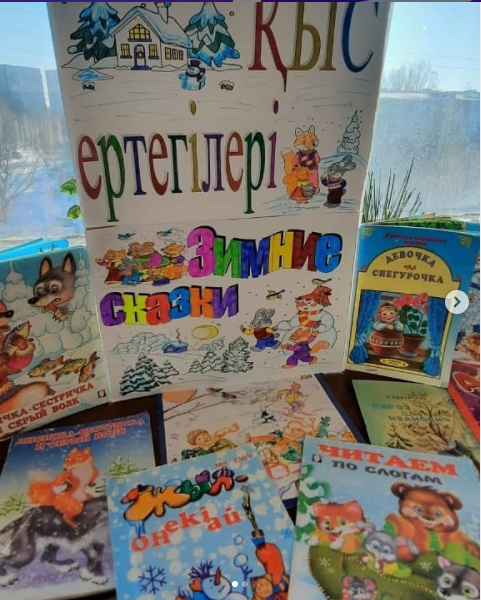 ҚЫС
ертегілері
Зимние
сказки
ДЕВОЧКА
СНЕГУРОЧКА
ЧКА-СЕСТРИЧКА
СЕРЫЙ ВОЛК
ЛИСИЧКА-СЕСТРИЧКА
И СЕРЫЙ ВОЛК
Жыл-
он екі ай
ЧИТАЕМ
ПО СЛОГАМ